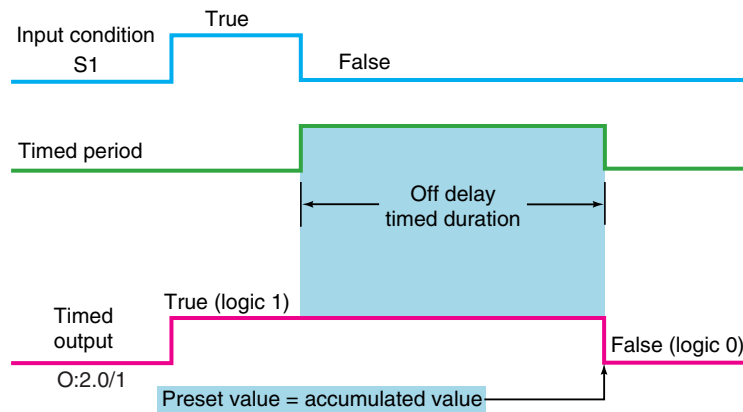 True
Input condition
S1
False
Timed period
Off delay
timed duration
True (logic 1)
Timed
output
False (logic 0)
O:2.0/1
Preset value = accumulated value